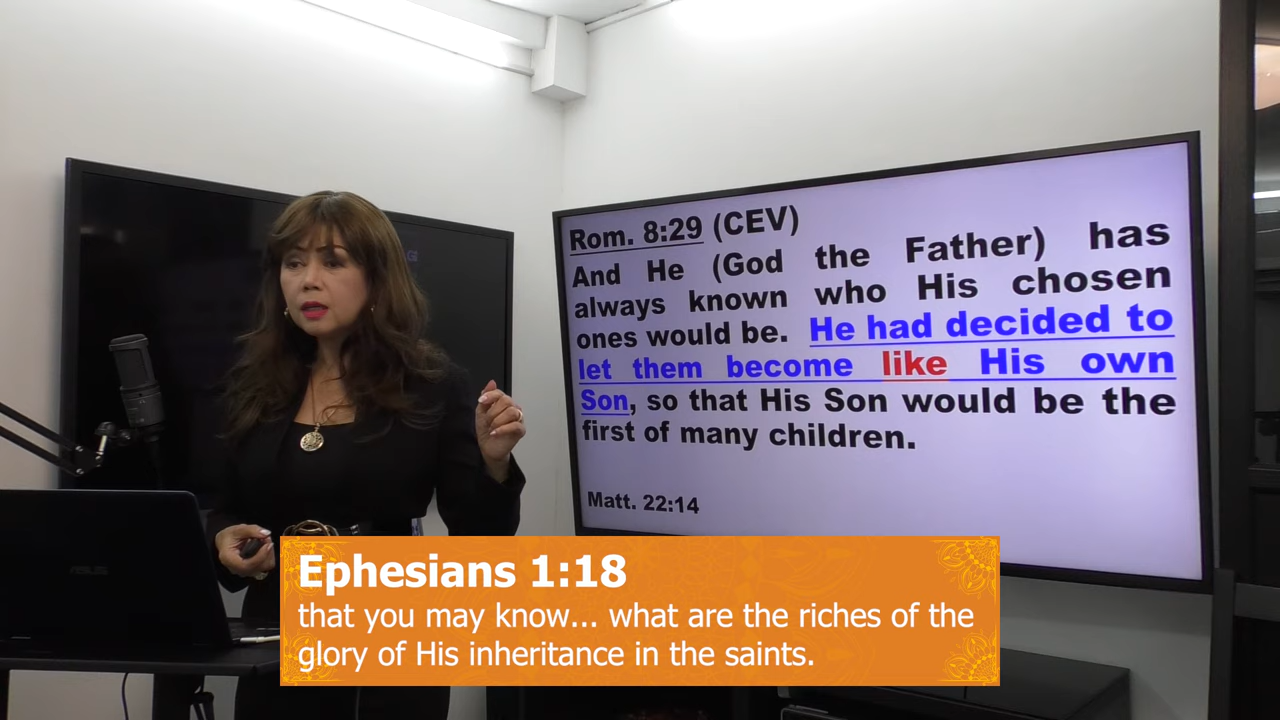 Rom. 8:29 (CEV)
And He (God the Father) has
always known who His chosen
ones would be. He had decided to
let them become like His own
Son, so that His Son would be the
first of many children.
Matt. 22:14
Ephesians 1:18
that you may know... what are the riches of the
glory of His inheritance in the saints.
ASUS